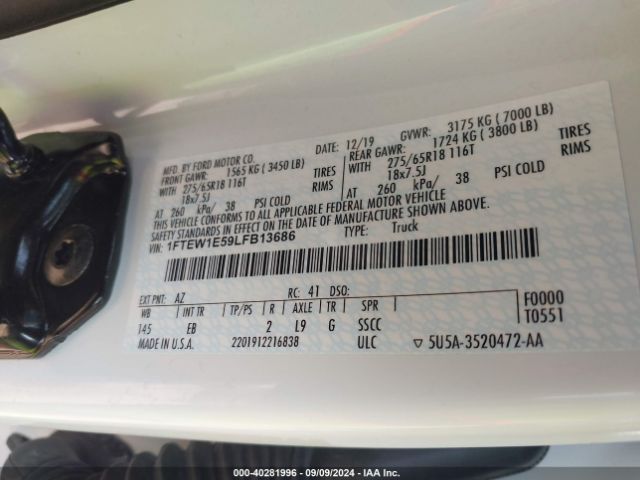 MFD. BY FORD MOTOR CO.
DATE: 12/19 GVWR: 3175 KG ( 7000 LB)
FRONT GAWR: 1565 KG ( 3450 LB)
REAR GAWR: 1724 KG ( 3800 LB)
WITH 275/65R18 116T TIRES
WITH 275/65R18 116T TIRES
18x7.5J RIMS
18x7.5J RIMS
AT 260 kPa/ 38 PSI COLD
AT 260 kPa/ 38 PSI COLD
THIS VEHICLE CONFORMS TO ALL APPLICABLE FEDERAL MOTOR VEHICLE
SAFETY STANDARDS IN EFFECT ON THE DATE OF MANUFACTURE SHOWN ABOVE.
VIN: 1FTEW1E59LFB13686 TYPE: Truck
EXT PNT: AZ RC: 41 DSO: F0000
WB INT TR TP/PS R AXLE TR SPR T0551
145 EB 2 L9 G SSCC
MADE IN U.S.A. 2201912216838 ULC ▽ 5U5A-3520472-AA
000-40281996 - 09/09/2024 - IAA Inc.